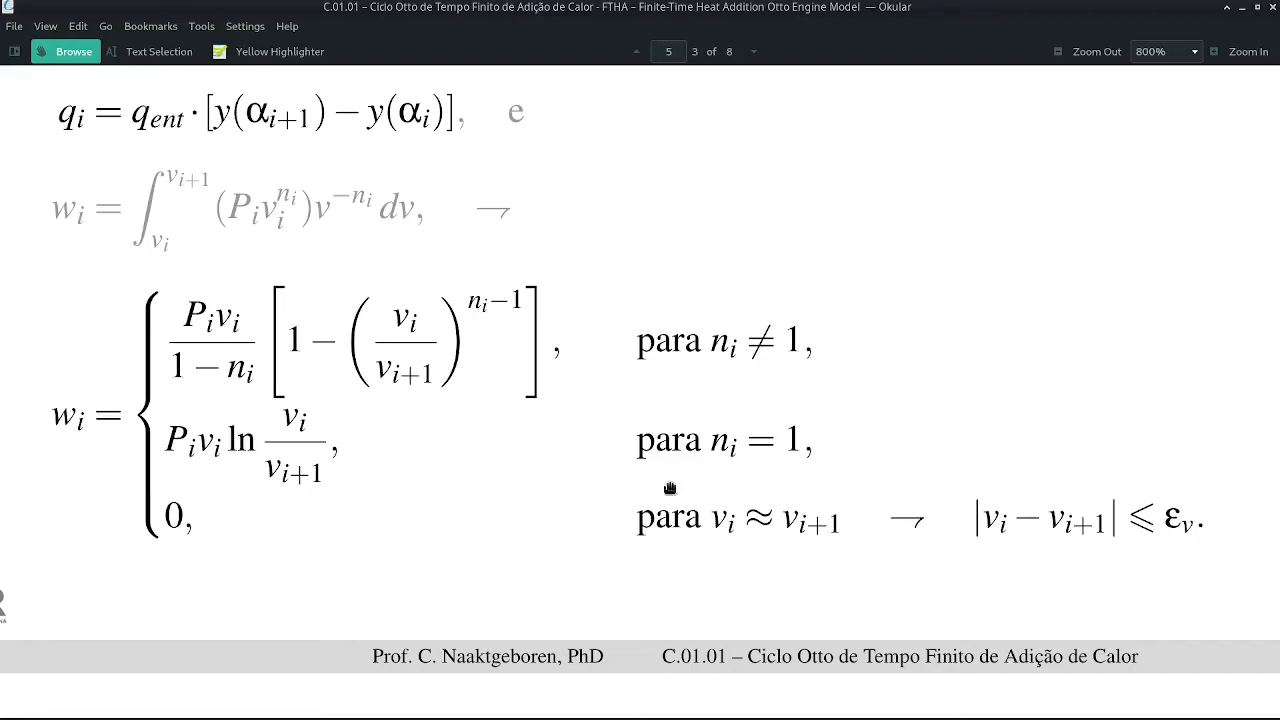 C.01.01 – Ciclo Otto de Tempo Finito de Adição de Calor - FTHA – Finite-Time Heat Addition Otto Engine Model — Okular
File View Edit Go Bookmarks Tools Settings Help
Browse Text Selection Yellow Highlighter 5 3 of 8 Zoom Out 800% Zoom In
q_i = q_ent · [y(α_{i+1}) − y(α_i)], e
w_i = ∫_{v_i}^{v_{i+1}} (P_i v_i^{n_i}) v^{−n_i} dv, ⇁
w_i = { \frac{P_i v_i}{1 − n_i} [1 − (\frac{v_i}{v_{i+1}})^{n_i−1}], para n_i ≠ 1,
P_i v_i ln \frac{v_i}{v_{i+1}}, para n_i = 1,
0, para v_i ≈ v_{i+1} ⇁ |v_i − v_{i+1}| ⩽ ε_v.
Prof. C. Naaktgeboren, PhD C.01.01 – Ciclo Otto de Tempo Finito de Adição de Calor